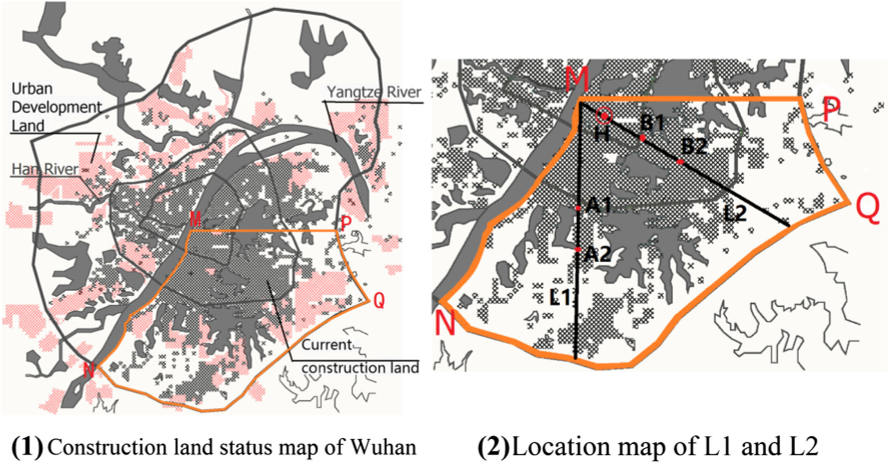 Urban
Development
Land
Yangtze River
Han River
M
P
Q
N
Current
construction land
M
P
H
B1
B2
A1
L2
Q
A2
L1
N
(1) Construction land status map of Wuhan
(2)Location map of L1 and L2